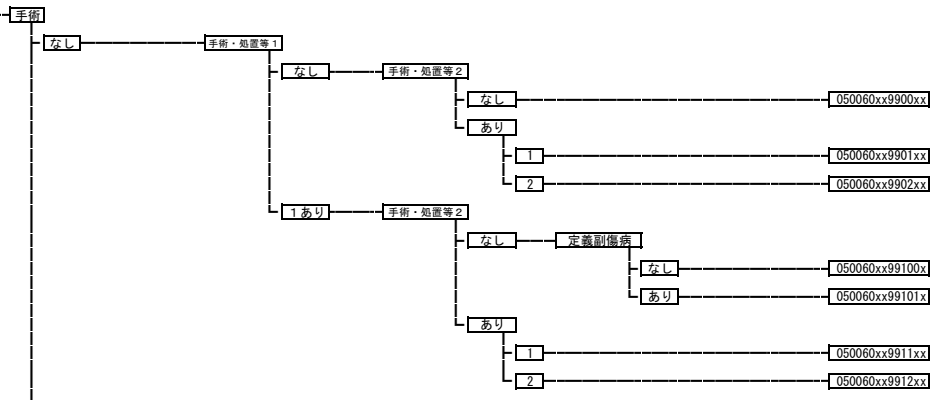 手術
なし 手術・処置等1
なし 手術・処置等2
なし 050060xx9900xx
あり
1 050060xx9901xx
2 050060xx9902xx
1あり 手術・処置等2
なし 定義副傷病
なし 050060xx99100x
あり 050060xx99101x
あり
1 050060xx9911xx
2 050060xx9912xx